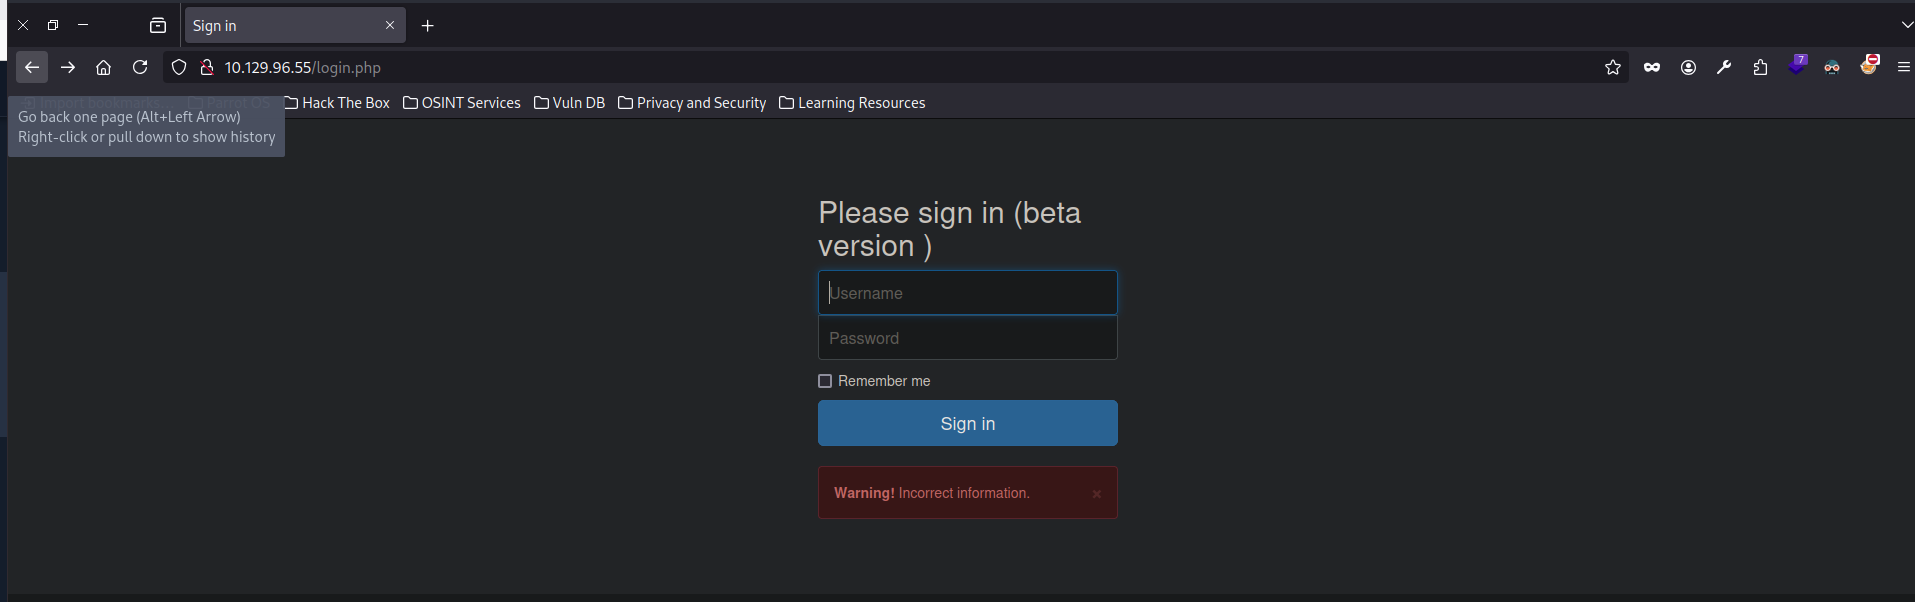 Sign in
10.129.96.55/login.php
7
Import bookmarks... Parrot OS Hack The Box OSINT Services Vuln DB Privacy and Security Learning Resources
Go back one page (Alt+Left Arrow)
Right-click or pull down to show history
Please sign in (beta
version )
Username
Password
Remember me
Sign in
Warning! Incorrect information.